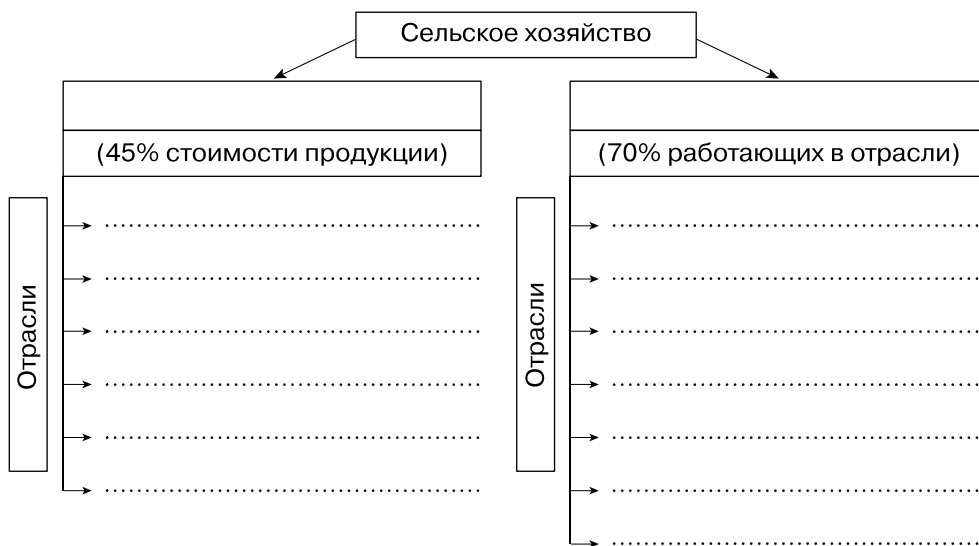 Сельское хозяйство
(45% стоимости продукции)
(70% работающих в отрасли)
Отрасли
Отрасли